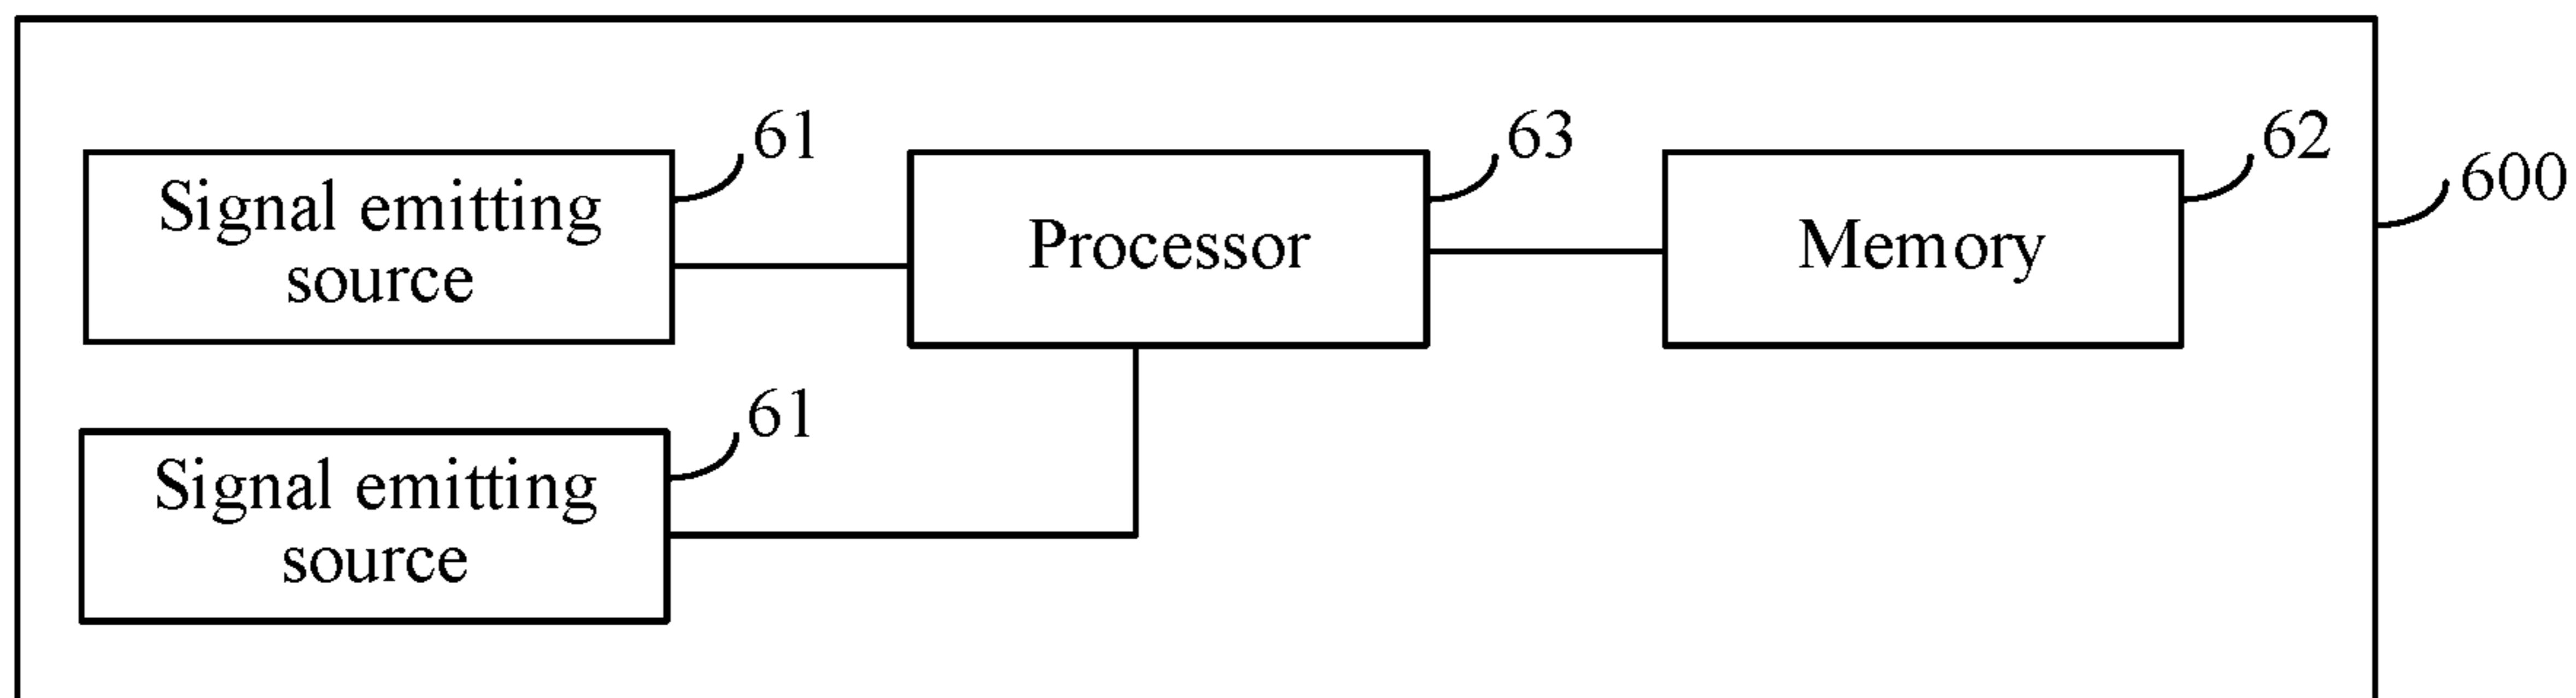 61
63
62
600
Signal emitting
source
Processor
Memory
61
Signal emitting
source